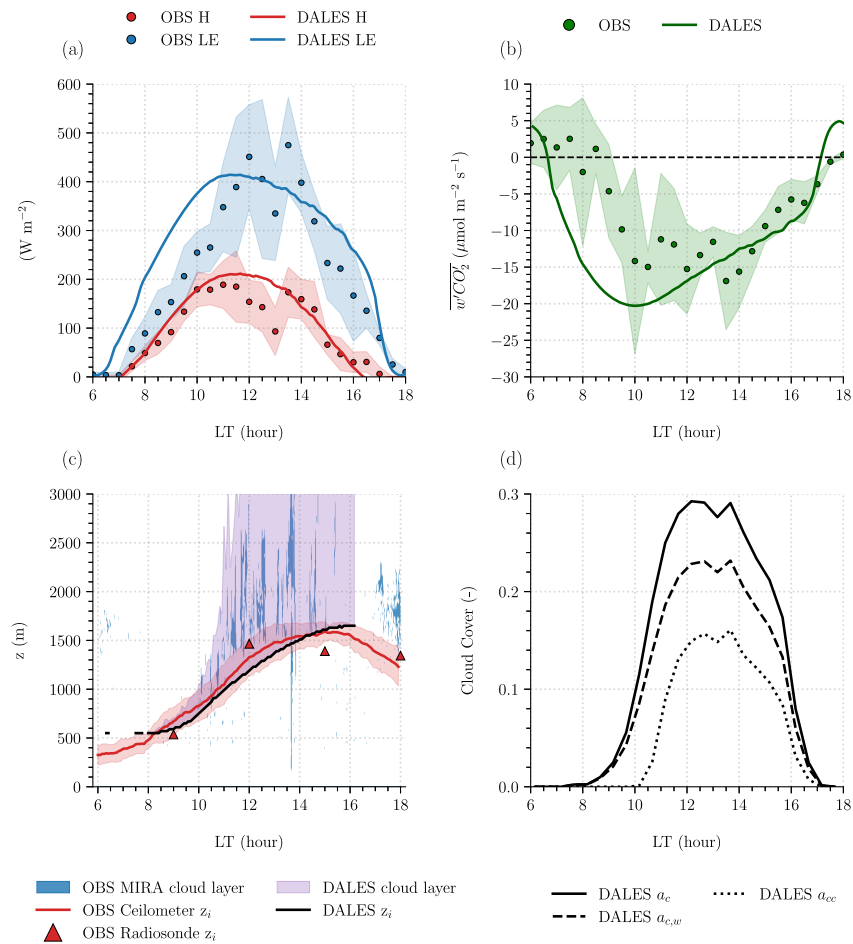 OBS H DALES H
OBS LE DALES LE
OBS DALES
(a)
600
500
400
300
200
100
0
(W m⁻²)
6 8 10 12 14 16 18
LT (hour)
(b)
10
5
0
−5
−10
−15
−20
−25
−30
w′CO₂′ (μmol m⁻² s⁻¹)
6 8 10 12 14 16 18
LT (hour)
(c)
3000
2500
2000
1500
1000
500
0
z (m)
6 8 10 12 14 16 18
LT (hour)
(d)
0.3
0.2
0.1
0.0
Cloud Cover (-)
6 8 10 12 14 16 18
LT (hour)
OBS MIRA cloud layer DALES cloud layer
OBS Ceilometer zᵢ DALES zᵢ
OBS Radiosonde zᵢ
DALES a_c DALES a_cc
DALES a_c,w